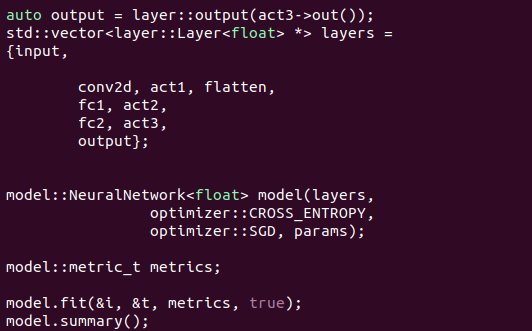 auto output = layer::output(act3->out());
std::vector<layer::Layer<float> *> layers =
{input,
conv2d, act1, flatten,
fc1, act2,
fc2, act3,
output};
model::NeuralNetwork<float> model(layers,
optimizer::CROSS_ENTROPY,
optimizer::SGD, params);
model::metric_t metrics;
model.fit(&i, &t, metrics, true);
model.summary();